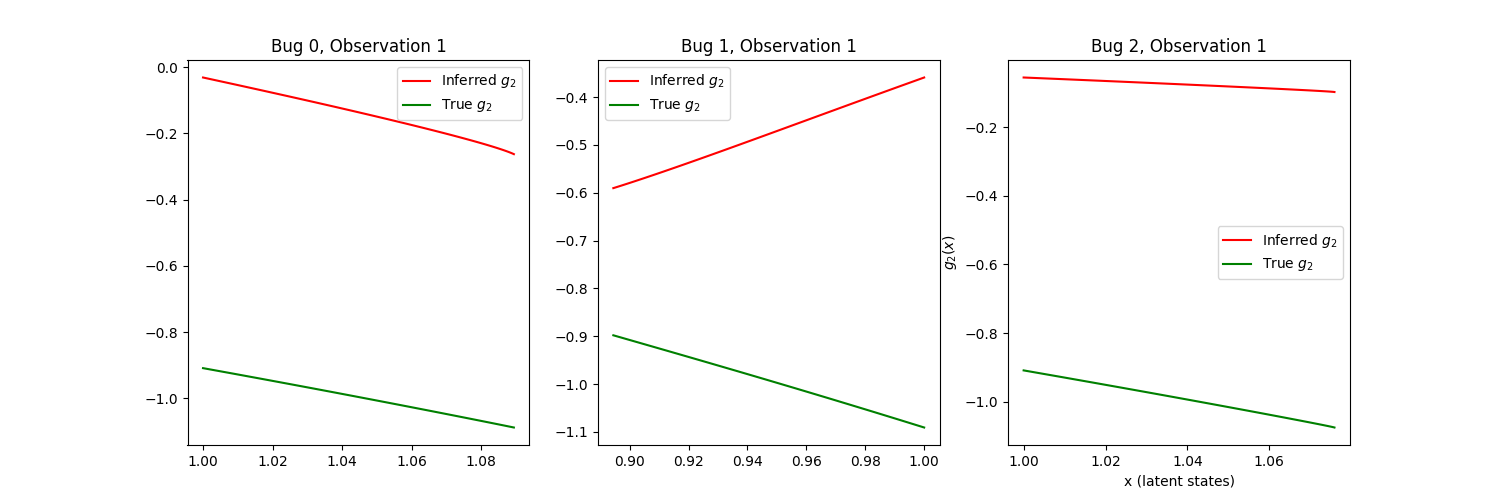 Bug 0, Observation 1
0.0
−0.2
−0.4
−0.6
−0.8
−1.0
Inferred g₂
True g₂
1.00 1.02 1.04 1.06 1.08
Bug 1, Observation 1
−0.4
−0.5
−0.6
−0.7
−0.8
−0.9
−1.0
−1.1
Inferred g₂
True g₂
0.90 0.92 0.94 0.96 0.98 1.00
Bug 2, Observation 1
g₂(x)
−0.2
−0.4
−0.6
−0.8
−1.0
Inferred g₂
True g₂
1.00 1.02 1.04 1.06
x (latent states)